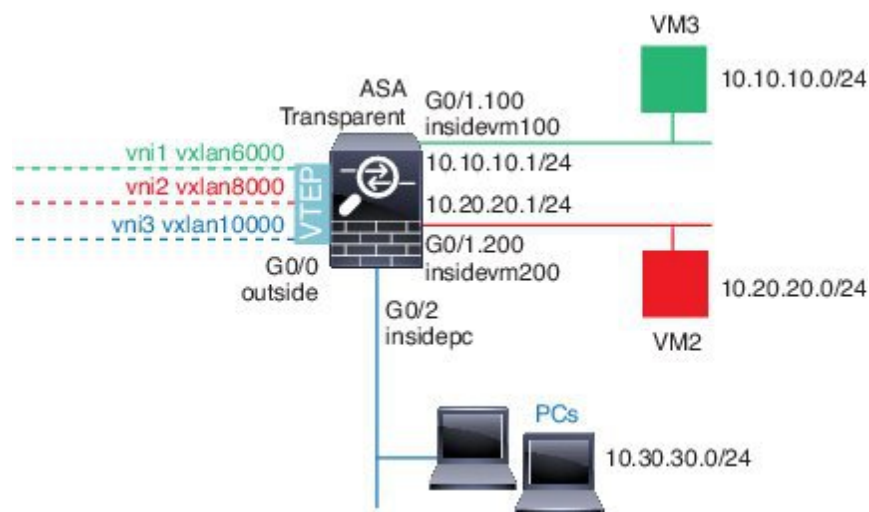 VM3
10.10.10.0/24
ASA
Transparent
G0/1.100
insidevm100
10.10.10.1/24
vni1 vxlan6000
vni2 vxlan8000
vni3 vxlan10000
VTEP
10.20.20.1/24
G0/1.200
insidevm200
G0/0
outside
10.20.20.0/24
VM2
G0/2
insidepc
PCs
10.30.30.0/24